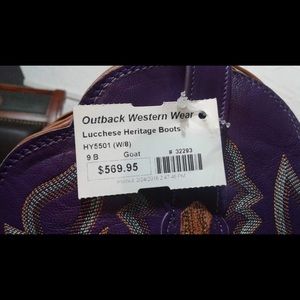 Outback Western Wear
Lucchese Heritage Boots
HY5501 (W/8)
9 B Goat # 32293
$569.95